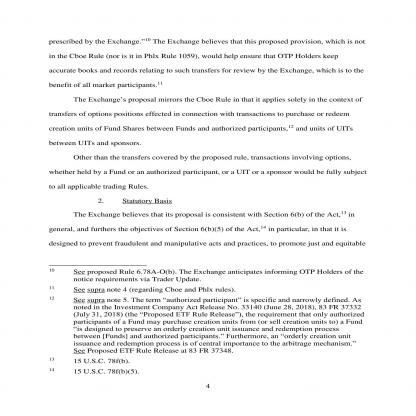 prescribed by the Exchange."10 The Exchange believes that this proposed provision, which is not
in the Cboe Rule (nor is it in Phlx Rule 1059), would help ensure that OTP Holders keep
accurate books and records relating to such transfers for review by the Exchange, which is to the
benefit of all market participants.11
The Exchange's proposal mirrors the Cboe Rule in that it applies solely in the context of
transfers of options positions effected in connection with transactions to purchase or redeem
creation units of Fund Shares between Funds and authorized participants,12 and units of UITs
between UITs and sponsors.
Other than the transfers covered by the proposed rule, transactions involving options,
whether held by a Fund or an authorized participant, or a UIT or a sponsor would be fully subject
to all applicable trading Rules.
2. Statutory Basis
The Exchange believes that its proposal is consistent with Section 6(b) of the Act,13 in
general, and furthers the objectives of Section 6(b)(5) of the Act,14 in particular, in that it is
designed to prevent fraudulent and manipulative acts and practices, to promote just and equitable
10 See proposed Rule 6.78A-O(b). The Exchange anticipates informing OTP Holders of the
notice requirements via Trader Update.
11 See supra note 4 (regarding Cboe and Phlx rules).
12 See supra note 5. The term "authorized participant" is specific and narrowly defined. As
noted in the Investment Company Act Release No. 33140 (June 28, 2018), 83 FR 37332
(July 31, 2018) (the "Proposed ETF Rule Release"), the requirement that only authorized
participants of a Fund may purchase creation units from (or sell creation units to) a Fund
"is designed to preserve an orderly creation unit issuance and redemption process
between [Funds] and authorized participants." Furthermore, an "orderly creation unit
issuance and redemption process is of central importance to the arbitrage mechanism."
See Proposed ETF Rule Release at 83 FR 37348.
13 15 U.S.C. 78f(b).
14 15 U.S.C. 78f(b)(5).
4